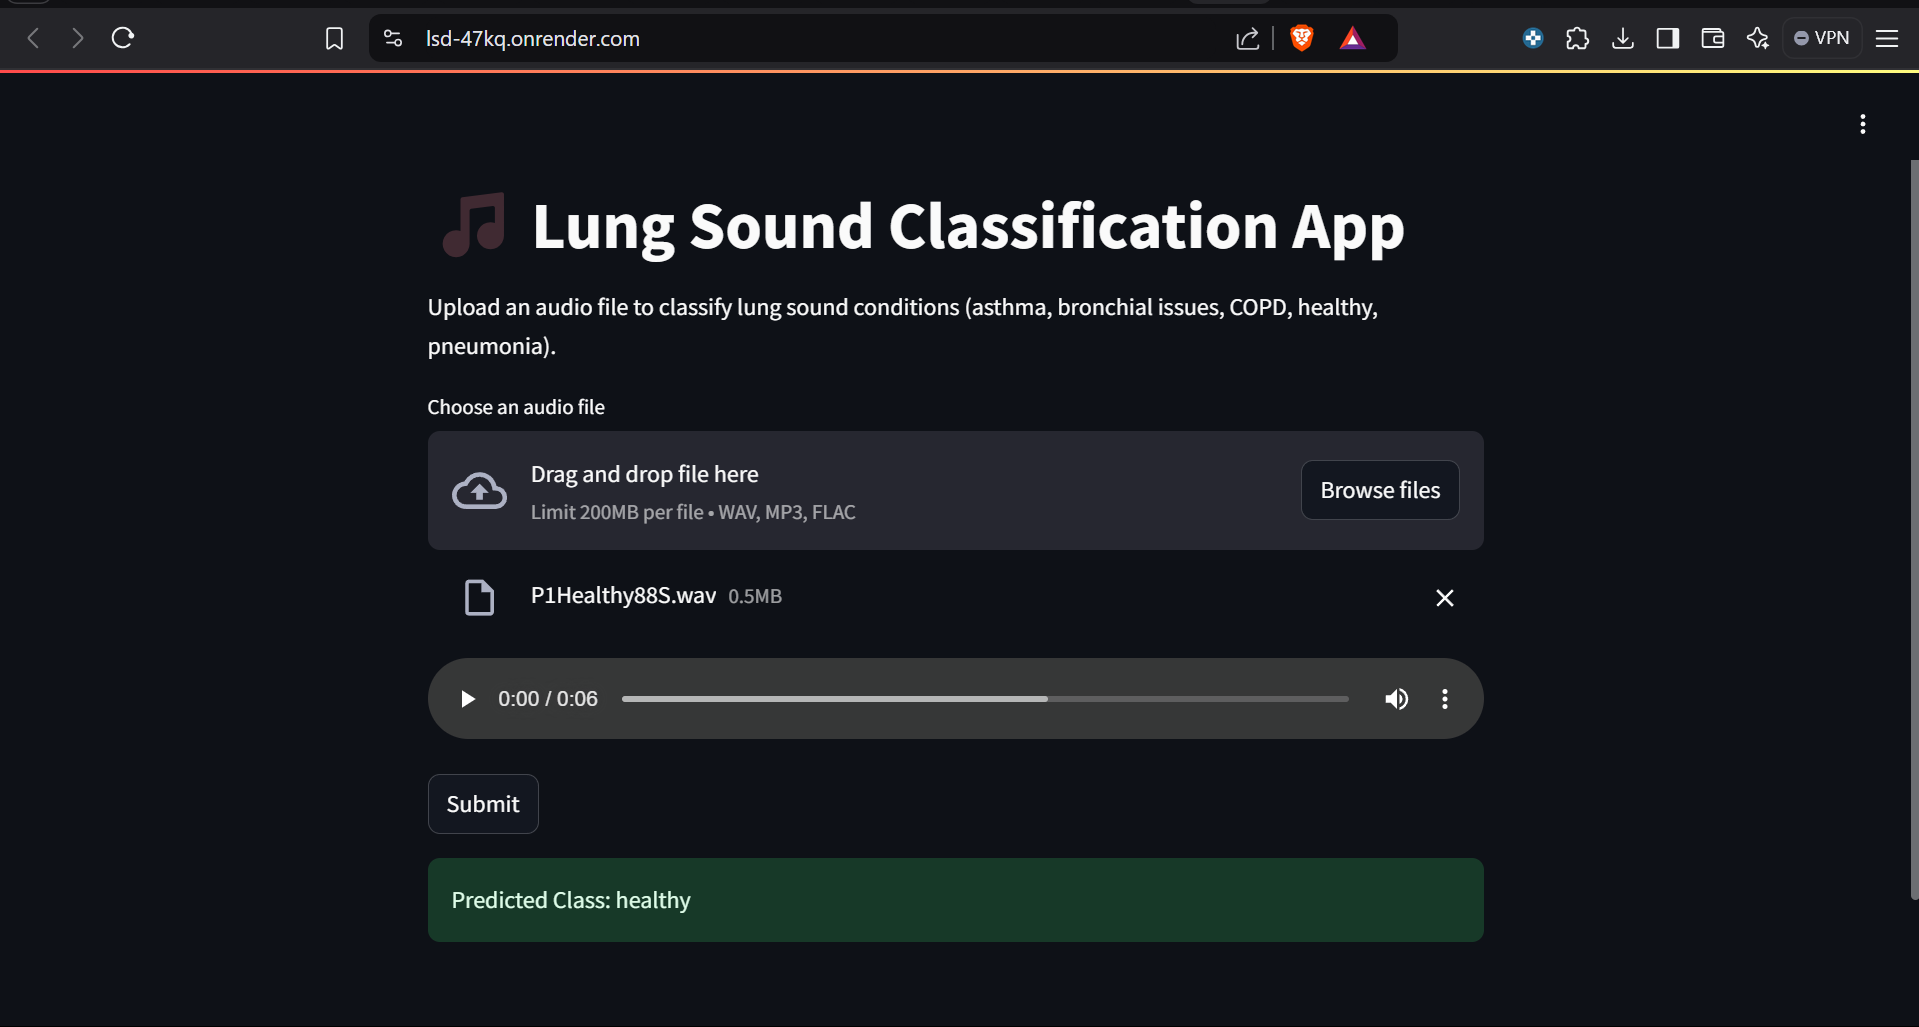 lsd-47kq.onrender.com
VPN
Lung Sound Classification App
Upload an audio file to classify lung sound conditions (asthma, bronchial issues, COPD, healthy,
pneumonia).
Choose an audio file
Drag and drop file here
Limit 200MB per file • WAV, MP3, FLAC
Browse files
P1Healthy88S.wav 0.5MB
0:00 / 0:06
Submit
Predicted Class: healthy